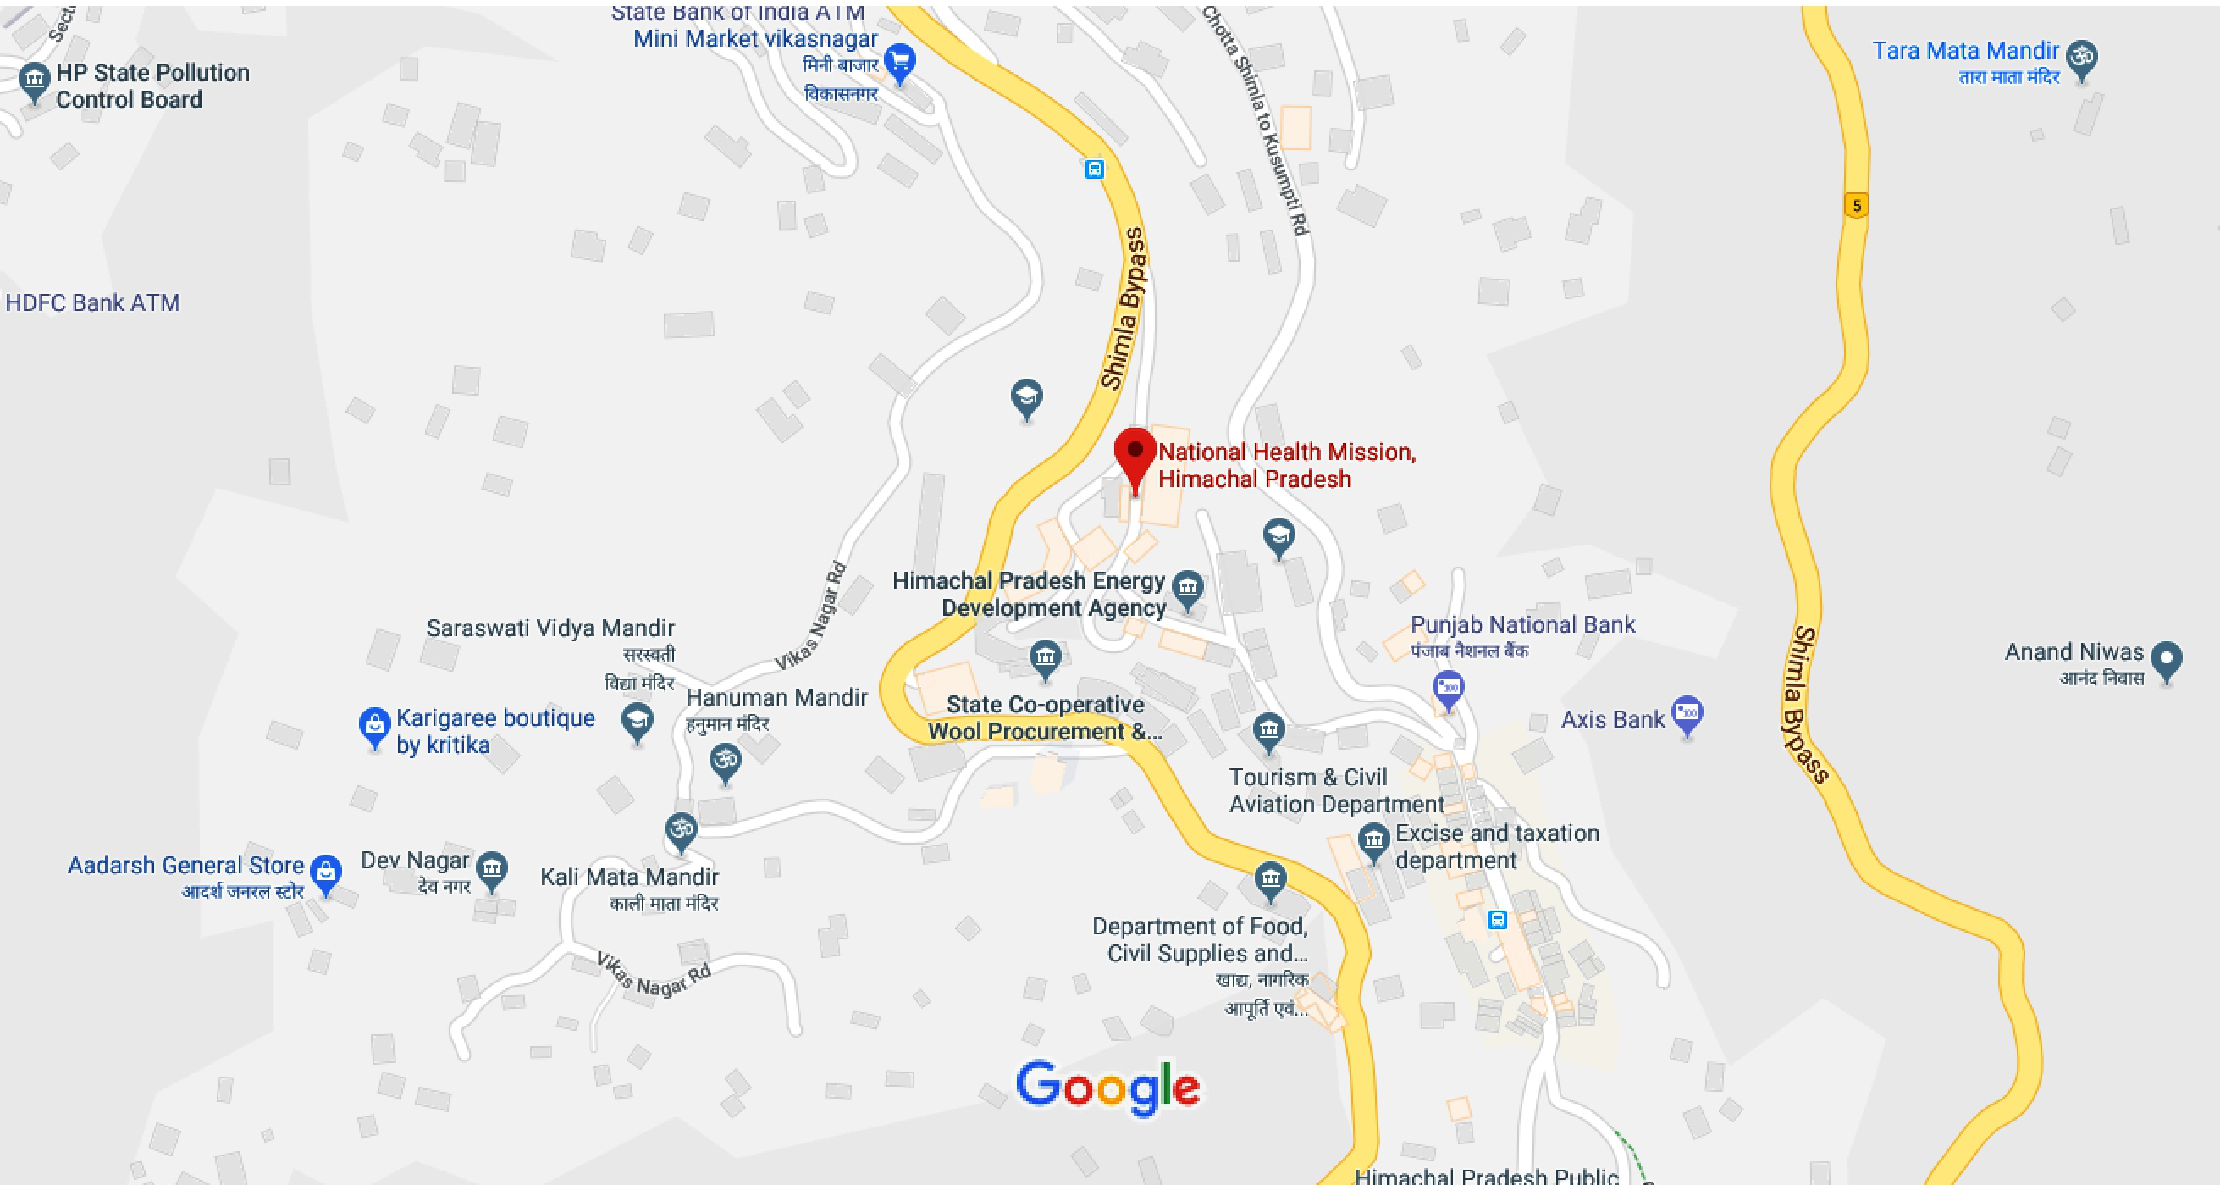 State Bank of India ATM
Mini Market vikasnagar
मिनी बाजार
विकासनगर
HP State Pollution
Control Board
HDFC Bank ATM
Chotta Shimla to Kusumpti Rd
Tara Mata Mandir
तारा माता मंदिर
5
Shimla Bypass
National Health Mission,
Himachal Pradesh
Himachal Pradesh Energy
Development Agency
Vikas Nagar Rd
Saraswati Vidya Mandir
सरस्वती
विद्या मंदिर
Hanuman Mandir
हनुमान मंदिर
Karigaree boutique
by kritika
State Co-operative
Wool Procurement &...
Punjab National Bank
पंजाब नैशनल बैंक
Axis Bank
Shimla Bypass
Anand Niwas
आनंद निवास
Tourism & Civil
Aviation Department
Excise and taxation
department
Aadarsh General Store
आदर्श जनरल स्टोर
Dev Nagar
देव नगर
Kali Mata Mandir
काली माता मंदिर
Department of Food,
Civil Supplies and...
खाद्य, नागरिक
आपूर्ति एवं...
Vikas Nagar Rd
Google
Himachal Pradesh Public